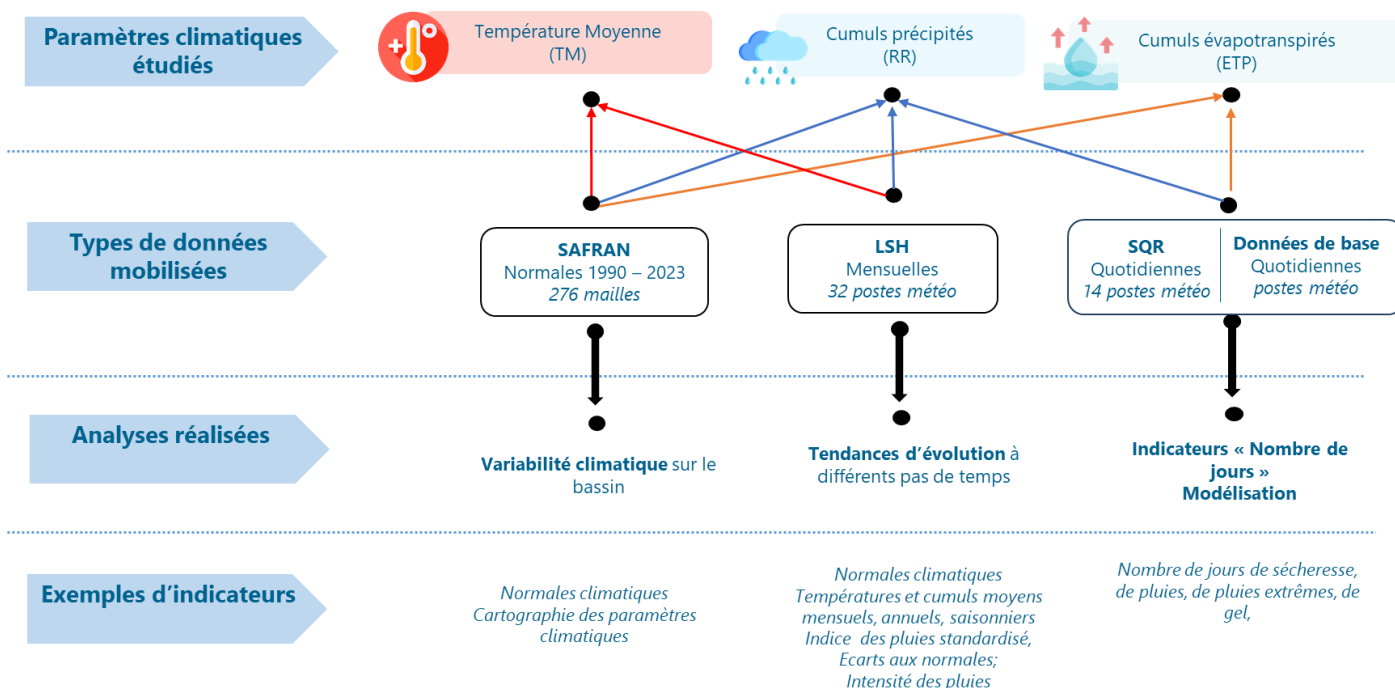 Paramètres climatiques
étudiés
Température Moyenne
(TM)
Cumuls précipités
(RR)
Cumuls évapotranspirés
(ETP)
Types de données
mobilisées
SAFRAN
Normales 1990 – 2023
276 mailles
LSH
Mensuelles
32 postes météo
SQR
Quotidiennes
14 postes météo
Données de base
Quotidiennes
postes météo
Analyses réalisées
Variabilité climatique sur le
bassin
Tendances d’évolution à
différents pas de temps
Indicateurs « Nombre de
jours »
Modélisation
Exemples d’indicateurs
Normales climatiques
Cartographie des paramètres
climatiques
Normales climatiques
Températures et cumuls moyens
mensuels, annuels, saisonniers
Indice des pluies standardisé,
Ecarts aux normales;
Intensité des pluies
Nombre de jours de sécheresse,
de pluies, de pluies extrêmes, de
gel,